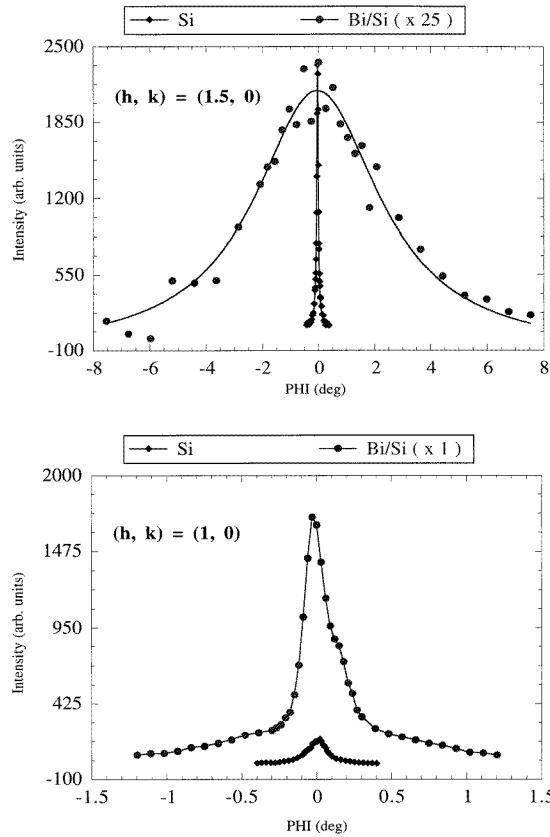 Si Bi/Si ( x 25 )
2500
(h, k) = (1.5, 0)
1850
1200
550
-100
Intensity (arb. units)
-8 -6 -4 -2 0 2 4 6 8
PHI (deg)
Si Bi/Si ( x 1 )
2000
(h, k) = (1, 0)
1475
950
425
-100
Intensity (arb. units)
-1.5 -1 -0.5 0 0.5 1 1.5
PHI (deg)